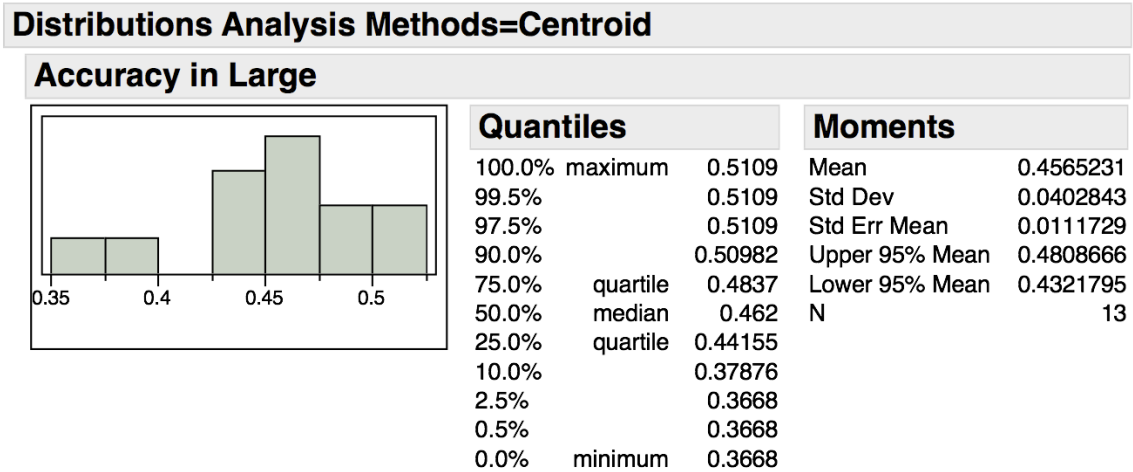 Distributions Analysis Methods=Centroid
Accuracy in Large
0.35 0.4 0.45 0.5
Quantiles
100.0% maximum 0.5109
99.5% 0.5109
97.5% 0.5109
90.0% 0.50982
75.0% quartile 0.4837
50.0% median 0.462
25.0% quartile 0.44155
10.0% 0.37876
2.5% 0.3668
0.5% 0.3668
0.0% minimum 0.3668
Moments
Mean 0.4565231
Std Dev 0.0402843
Std Err Mean 0.0111729
Upper 95% Mean 0.4808666
Lower 95% Mean 0.4321795
N 13